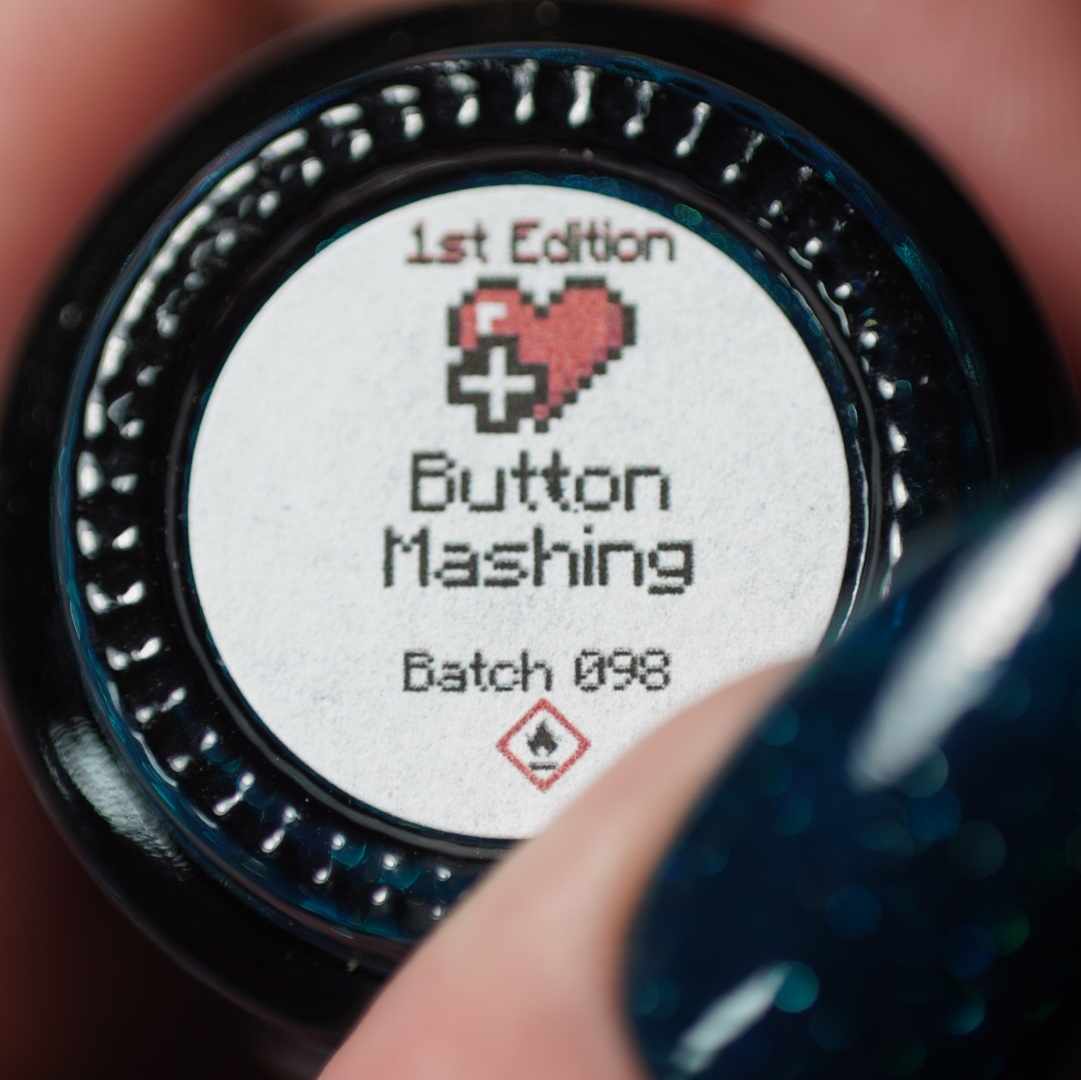 1st Edition
Button
Mashing
Batch 098